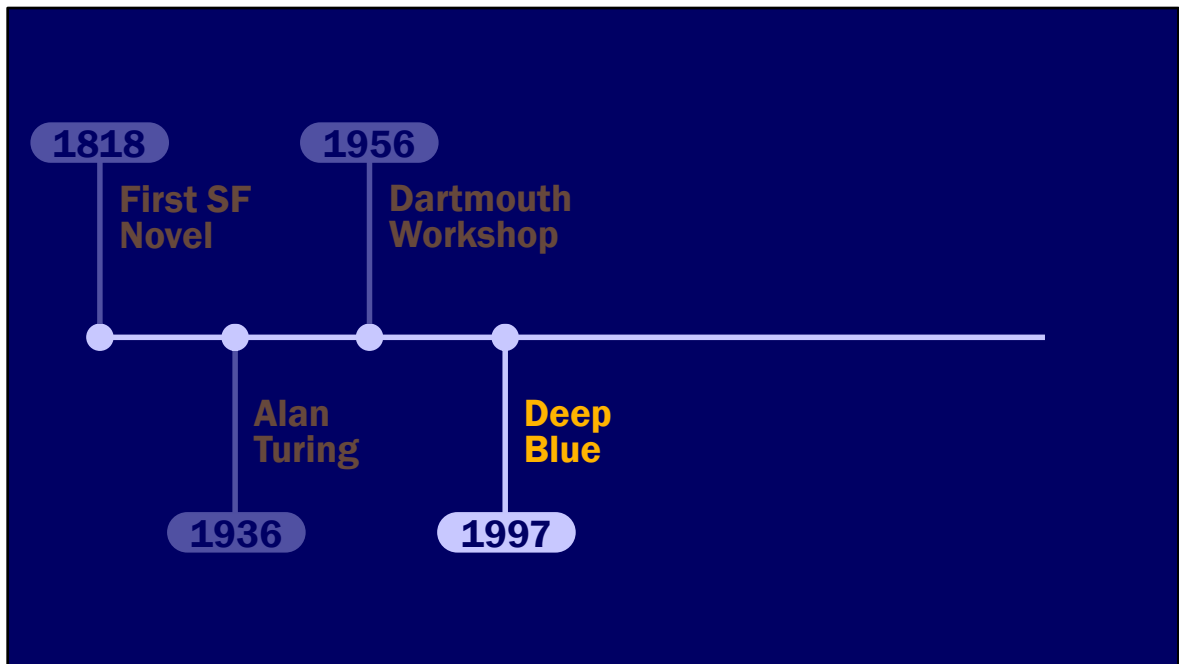 1818
First SF
Novel
1956
Dartmouth
Workshop
Alan
Turing
1936
Deep
Blue
1997